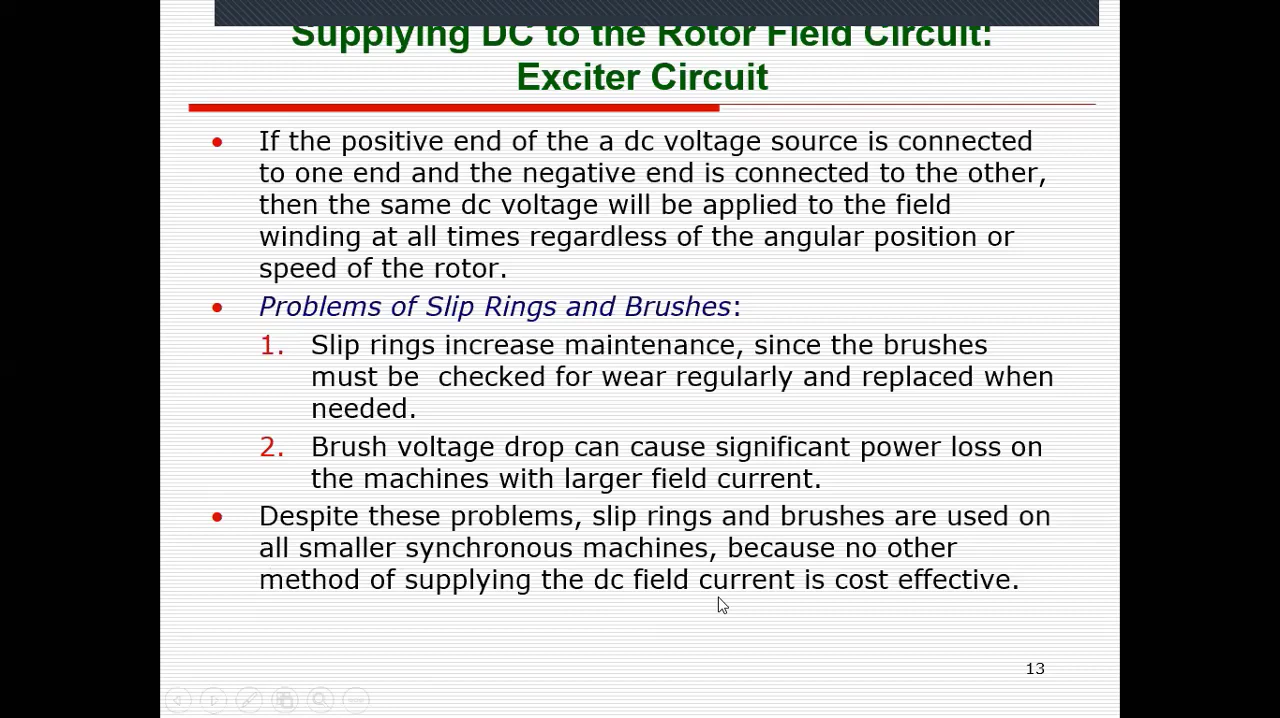 Supplying DC to the Rotor Field Circuit:
Exciter Circuit
• If the positive end of the a dc voltage source is connected
to one end and the negative end is connected to the other,
then the same dc voltage will be applied to the field
winding at all times regardless of the angular position or
speed of the rotor.
• Problems of Slip Rings and Brushes:
1. Slip rings increase maintenance, since the brushes
must be  checked for wear regularly and replaced when
needed.
2. Brush voltage drop can cause significant power loss on
the machines with larger field current.
• Despite these problems, slip rings and brushes are used on
all smaller synchronous machines, because no other
method of supplying the dc field current is cost effective.
13